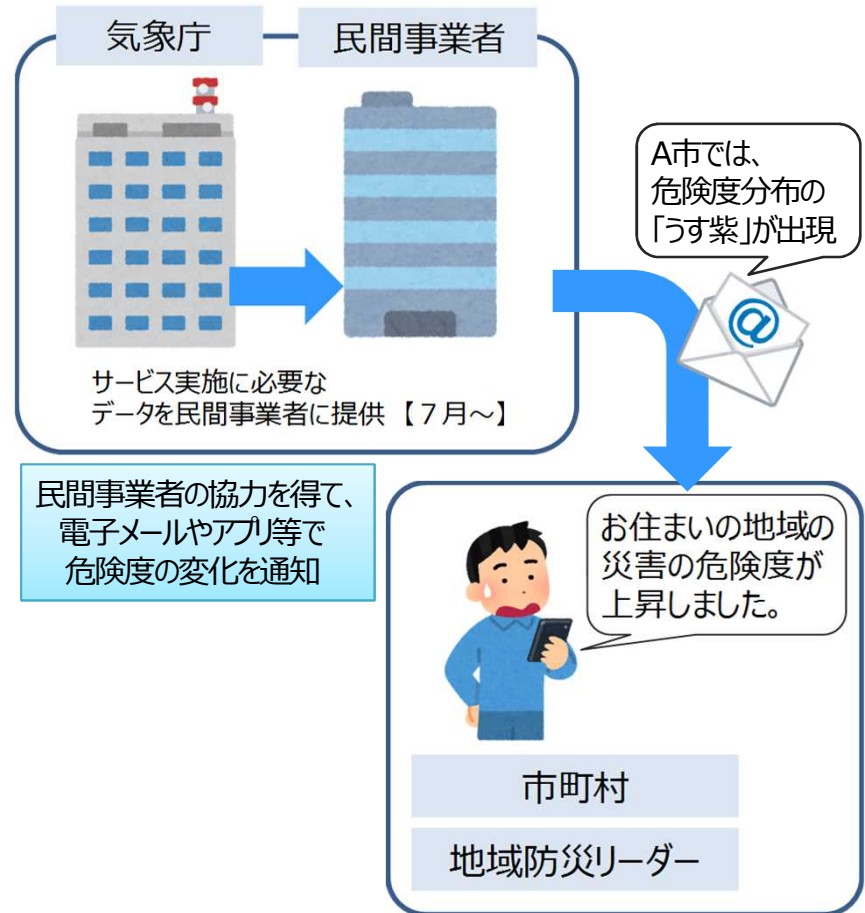 気象庁
民間事業者
A市では、
危険度分布の
「うす紫」が出現
@
サービス実施に必要な
データを民間事業者に提供 【７月～】
民間事業者の協力を得て、
電子メールやアプリ等で
危険度の変化を通知
お住まいの地域の
災害の危険度が
上昇しました。
市町村
地域防災リーダー